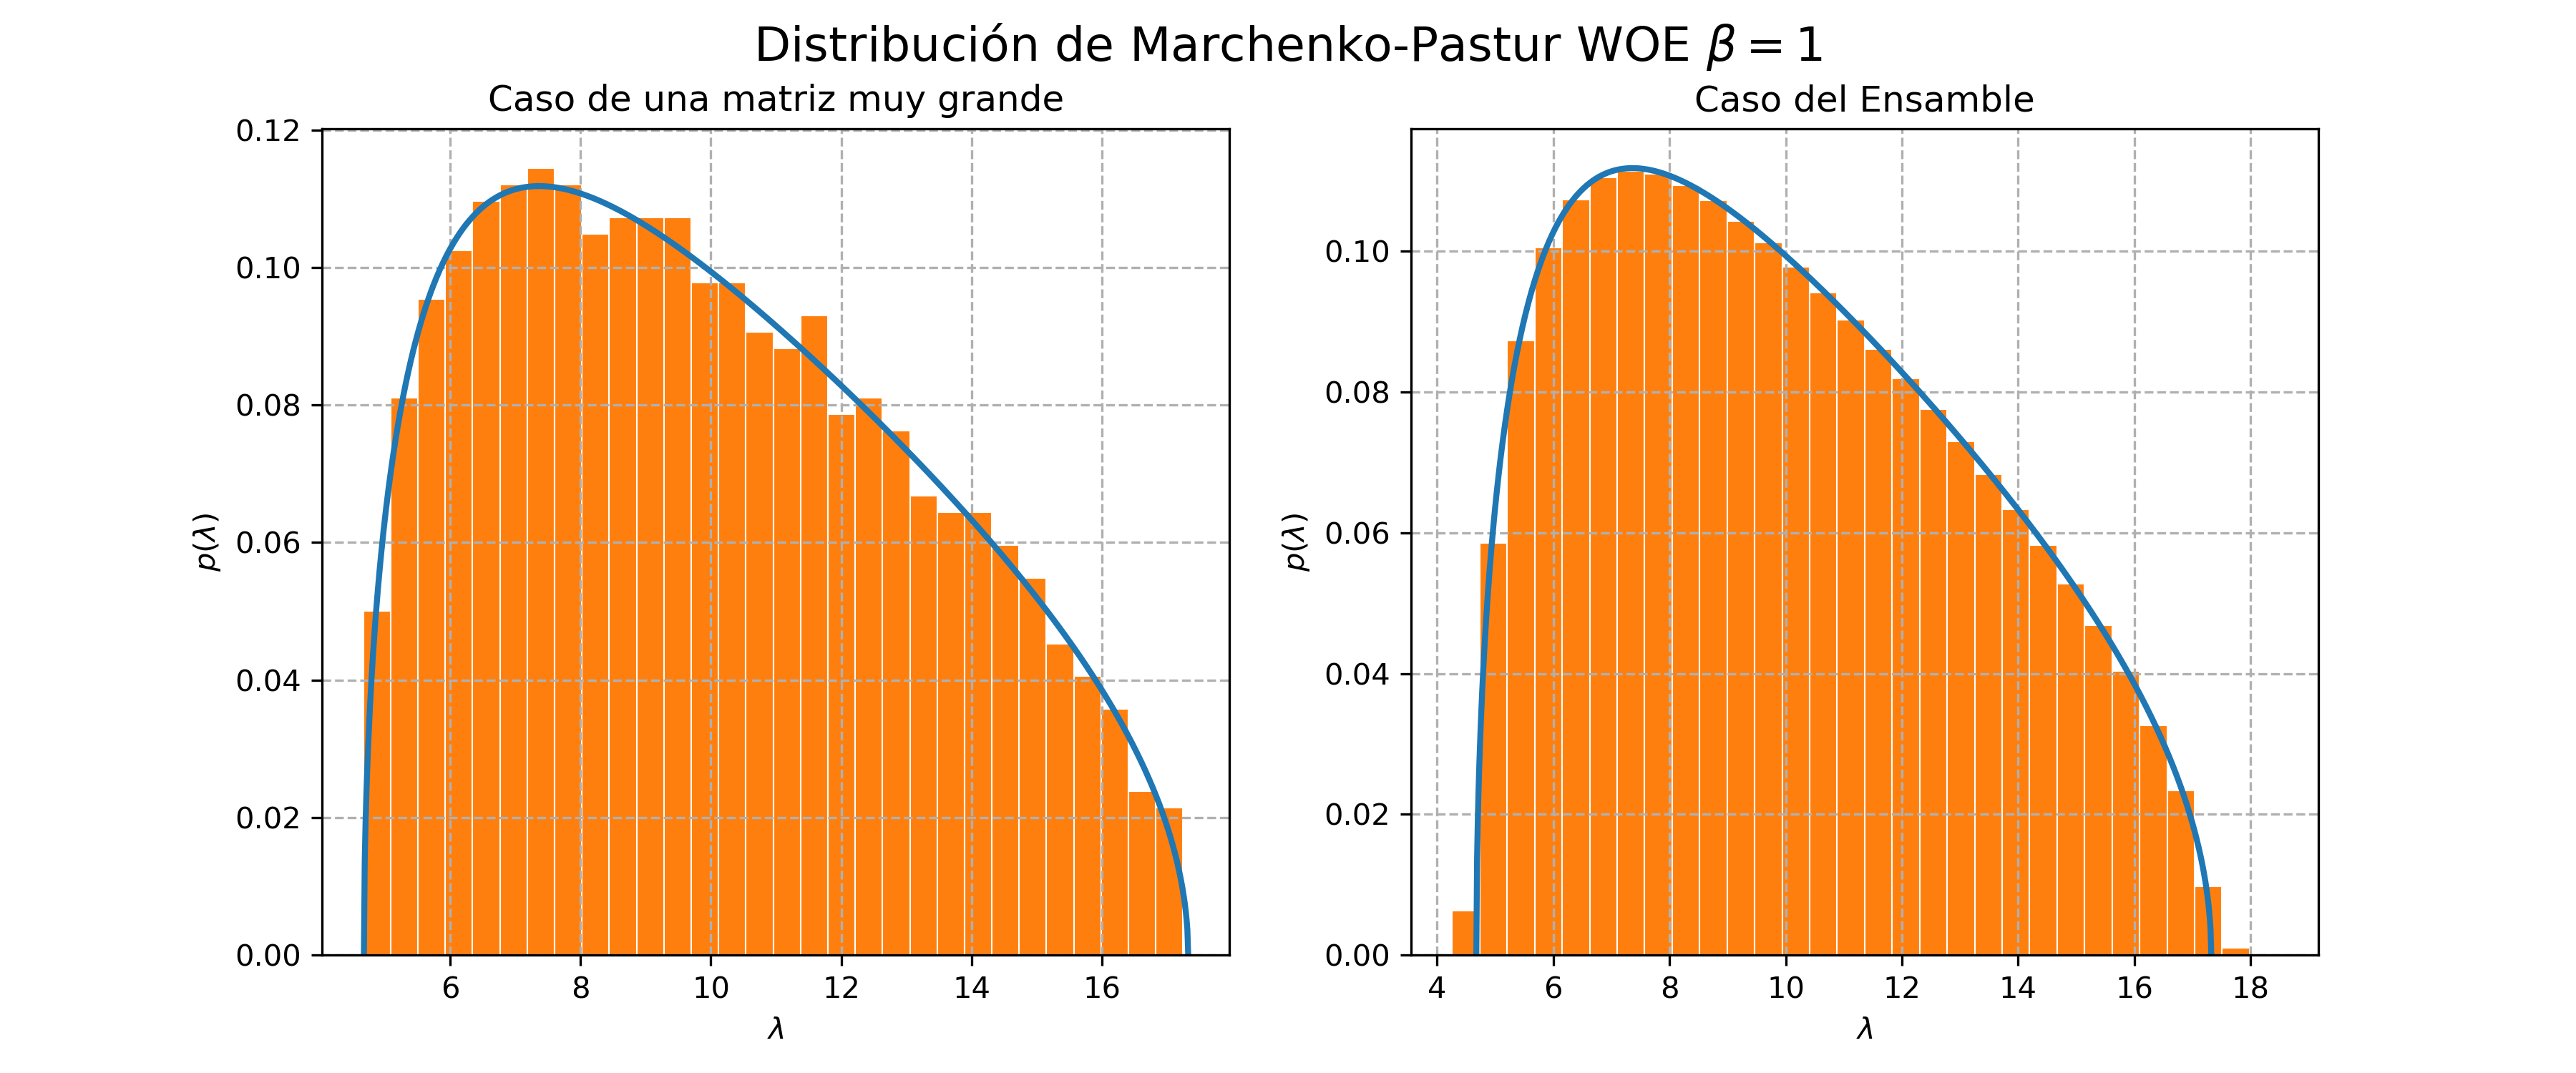 Distribución de Marchenko-Pastur WOE β = 1
Caso de una matriz muy grande
0.12
0.10
0.08
0.06
0.04
0.02
0.00
p(λ)
6 8 10 12 14 16
λ
Caso del Ensamble
0.10
0.08
0.06
0.04
0.02
0.00
p(λ)
4 6 8 10 12 14 16 18
λ